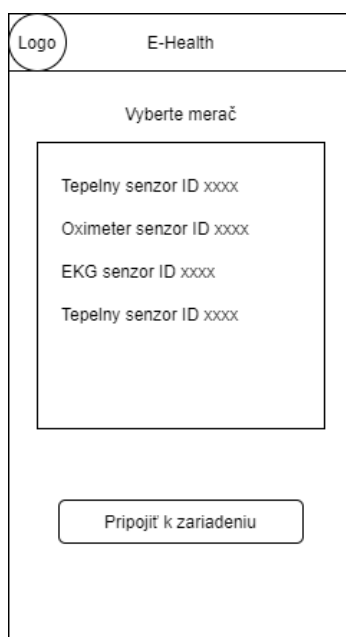 Logo
E-Health
Vyberte merač
Tepelny senzor ID xxxx
Oximeter senzor ID xxxx
EKG senzor ID xxxx
Tepelny senzor ID xxxx
Pripojiť k zariadeniu